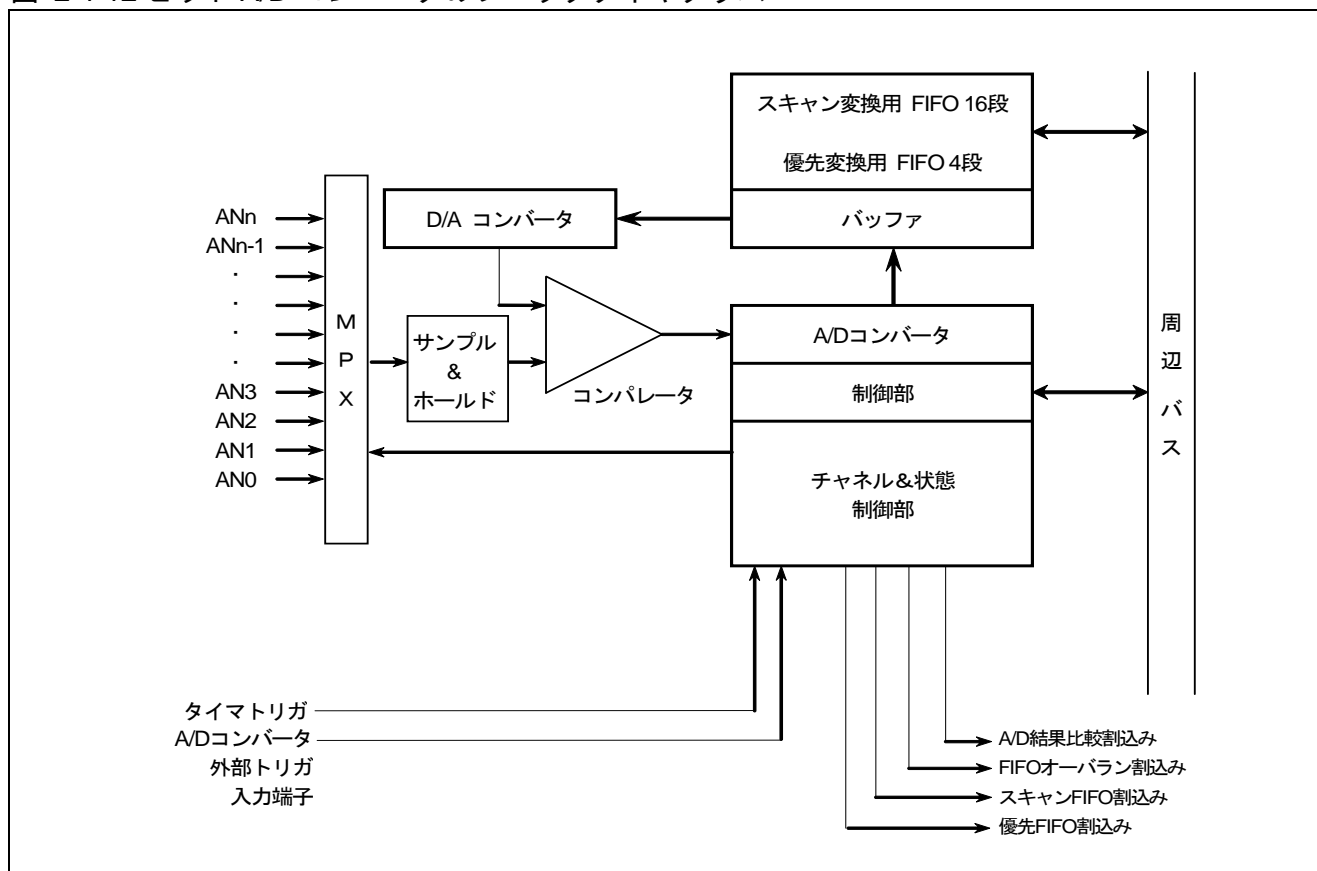 スキャン変換用 FIFO 16段
優先変換用 FIFO 4段
バッファ
D/A コンバータ
ANn
ANn-1
・
・
・
・
AN3
AN2
AN1
AN0
M
P
X
サンプル
&
ホールド
コンパレータ
A/Dコンバータ
制御部
チャネル&状態
制御部
周
辺
バ
ス
タイマトリガ
A/Dコンバータ
外部トリガ
入力端子
A/D結果比較割込み
FIFOオーバラン割込み
スキャンFIFO割込み
優先FIFO割込み